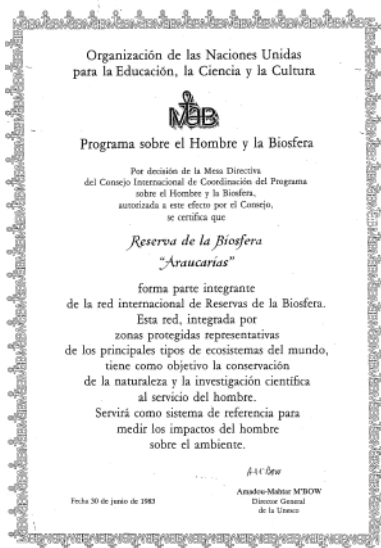 Organización de las Naciones Unidas
para la Educación, la Ciencia y la Cultura
MAB
Programa sobre el Hombre y la Biosfera
Por decisión de la Mesa Directiva
del Consejo Internacional de Coordinación del Programa
sobre el Hombre y la Biosfera,
autorizada a este efecto por el Consejo,
se certifica que
Reserva de la Biosfera
"Araucarias"
forma parte integrante
de la red internacional de Reservas de la Biosfera.
Esta red, integrada por
zonas protegidas representativas
de los principales tipos de ecosistemas del mundo,
tiene como objetivo la conservación
de la naturaleza y la investigación científica
al servicio del hombre.
Servirá como sistema de referencia para
medir los impactos del hombre
sobre el ambiente.
Amadou-Mahtar M'BOW
Director General
de la Unesco
Fecha 30 de junio de 1983